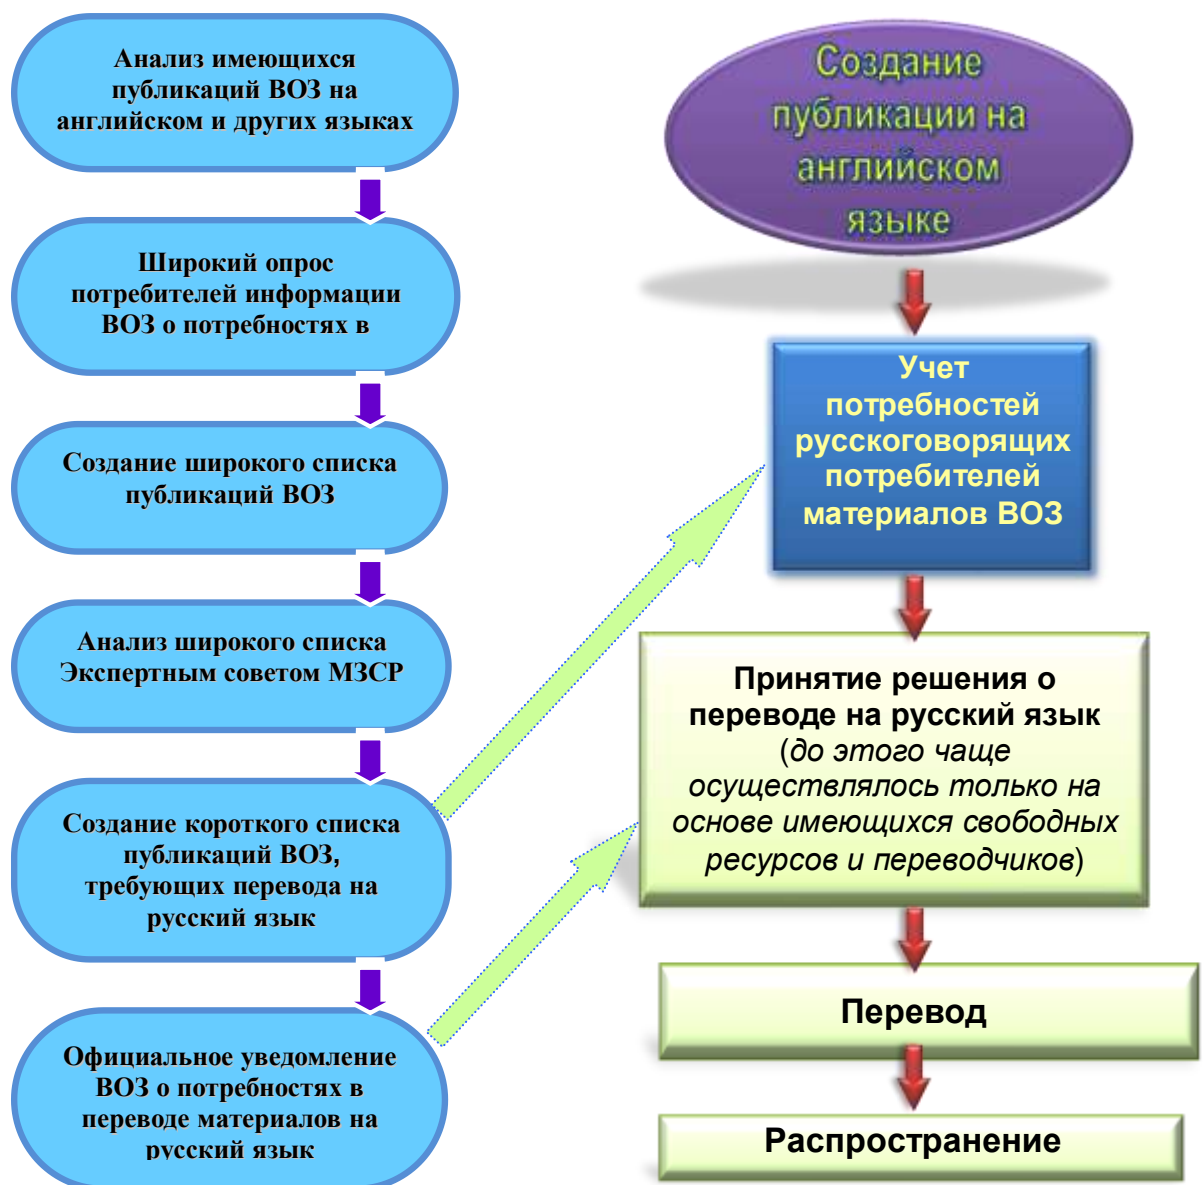 Анализ имеющихся
публикаций ВОЗ на
английском и других языках
Широкий опрос
потребителей информации
ВОЗ о потребностях в
Создание широкого списка
публикаций ВОЗ
Анализ широкого списка
Экспертным советом МЗСР
Создание короткого списка
публикаций ВОЗ,
требующих перевода на
русский язык
Официальное уведомление
ВОЗ о потребностях в
переводе материалов на
русский язык
Создание
публикации на
английском
языке
Учет
потребностей
русскоговорящих
потребителей
материалов ВОЗ
Принятие решения о
переводе на русский язык
(до этого чаще
осуществлялось только на
основе имеющихся свободных
ресурсов и переводчиков)
Перевод
Распространение